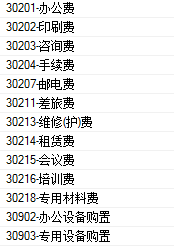 30201-办公费
30202-印刷费
30203-咨询费
30204-手续费
30207-邮电费
30211-差旅费
30213-维修(护)费
30214-租赁费
30215-会议费
30216-培训费
30218-专用材料费
30902-办公设备购置
30903-专用设备购置